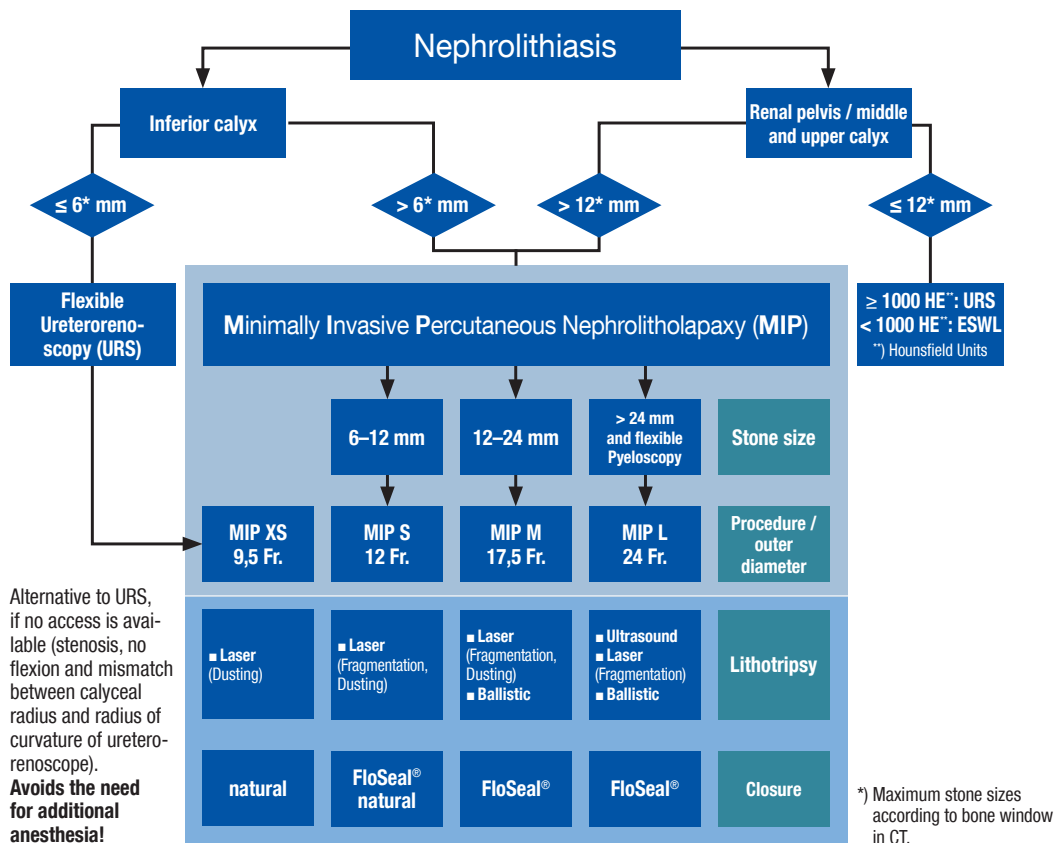 Nephrolithiasis
Inferior calyx
Renal pelvis / middle
and upper calyx
≤ 6* mm
> 6* mm
> 12* mm
≤ 12* mm
Flexible
Ureteroreno-
scopy (URS)
Minimally Invasive Percutaneous Nephrolitholapaxy (MIP)
≥ 1000 HE**: URS
< 1000 HE**: ESWL
**) Hounsfield Units
6–12 mm
12–24 mm
> 24 mm
and flexible
Pyeloscopy
Stone size
MIP XS
9,5 Fr.
MIP S
12 Fr.
MIP M
17,5 Fr.
MIP L
24 Fr.
Procedure /
outer
diameter
Alternative to URS,
if no access is avai-
lable (stenosis, no
flexion and mismatch
between calyceal
radius and radius of
curvature of uretero-
renoscope).
Avoids the need
for additional
anesthesia!
■ Laser
(Dusting)
■ Laser
(Fragmentation,
Dusting)
■ Laser
(Fragmentation,
Dusting)
■ Ballistic
■ Ultrasound
■ Laser
(Fragmentation)
■ Ballistic
Lithotripsy
natural
FloSeal®
natural
FloSeal®
FloSeal®
Closure
*) Maximum stone sizes
according to bone window
in CT.